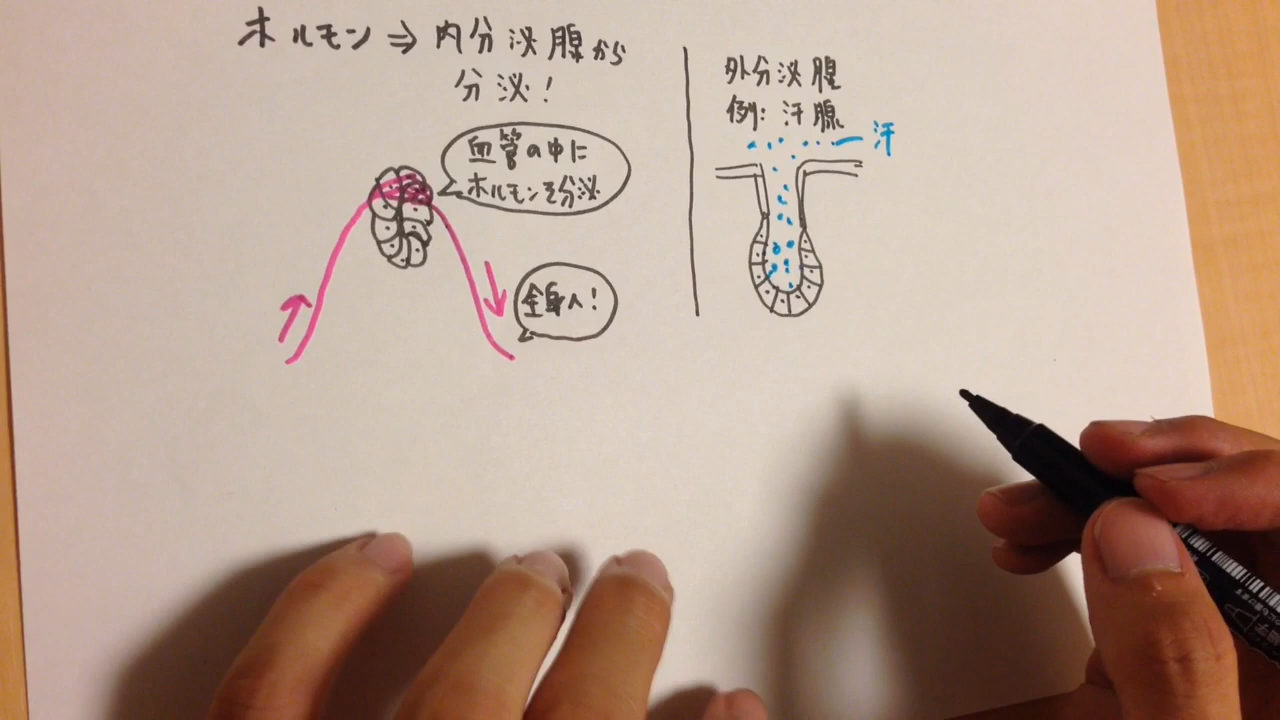 ホルモン⇒内分泌腺から
分泌!
血管の中に
ホルモンを分泌
全身へ!
外分泌腺
例:汗腺
汗